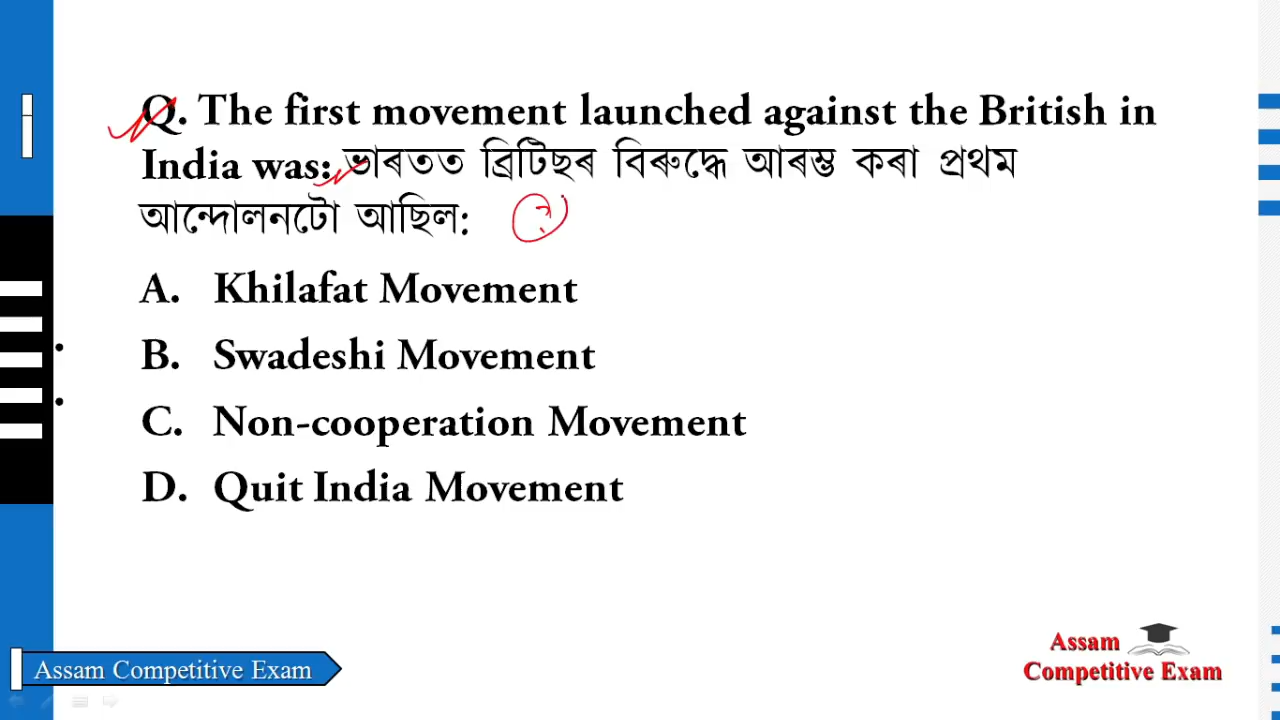 Q. The first movement launched against the British in
India was: ভাৰতত ব্ৰিটিছৰ বিৰুদ্ধে আৰম্ভ কৰা প্ৰথম
আন্দোলনটো আছিল:
A. Khilafat Movement
B. Swadeshi Movement
C. Non-cooperation Movement
D. Quit India Movement
Assam Competitive Exam
Assam
Competitive Exam